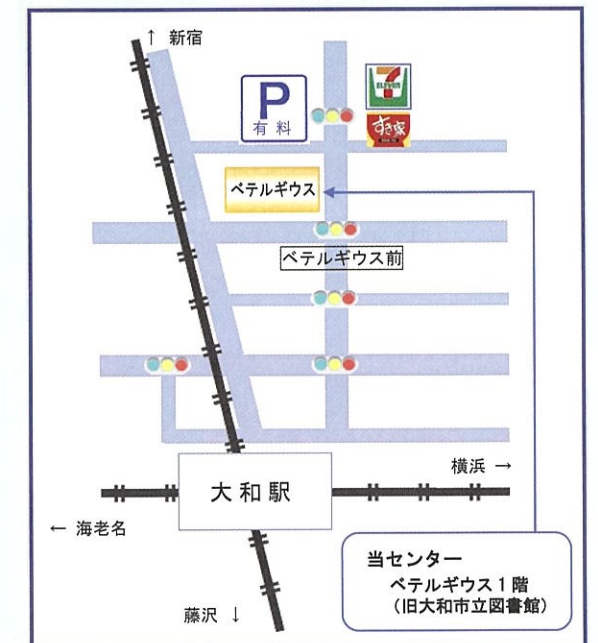 ↑ 新宿
P
有料
7
ELEVEN
すき家
ベテルギウス
ベテルギウス前
横浜 →
大和駅
← 海老名
当センター
ベテルギウス1階
(旧大和市立図書館)
藤沢 ↓